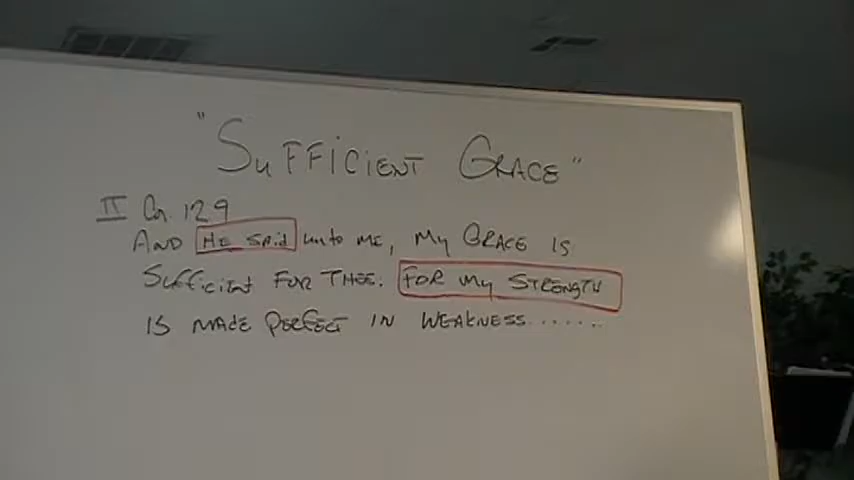 "Sufficient Grace"
II Cor. 12:9
And He said unto me, My Grace is
sufficient for thee. For my strength
is made perfect in weakness.......